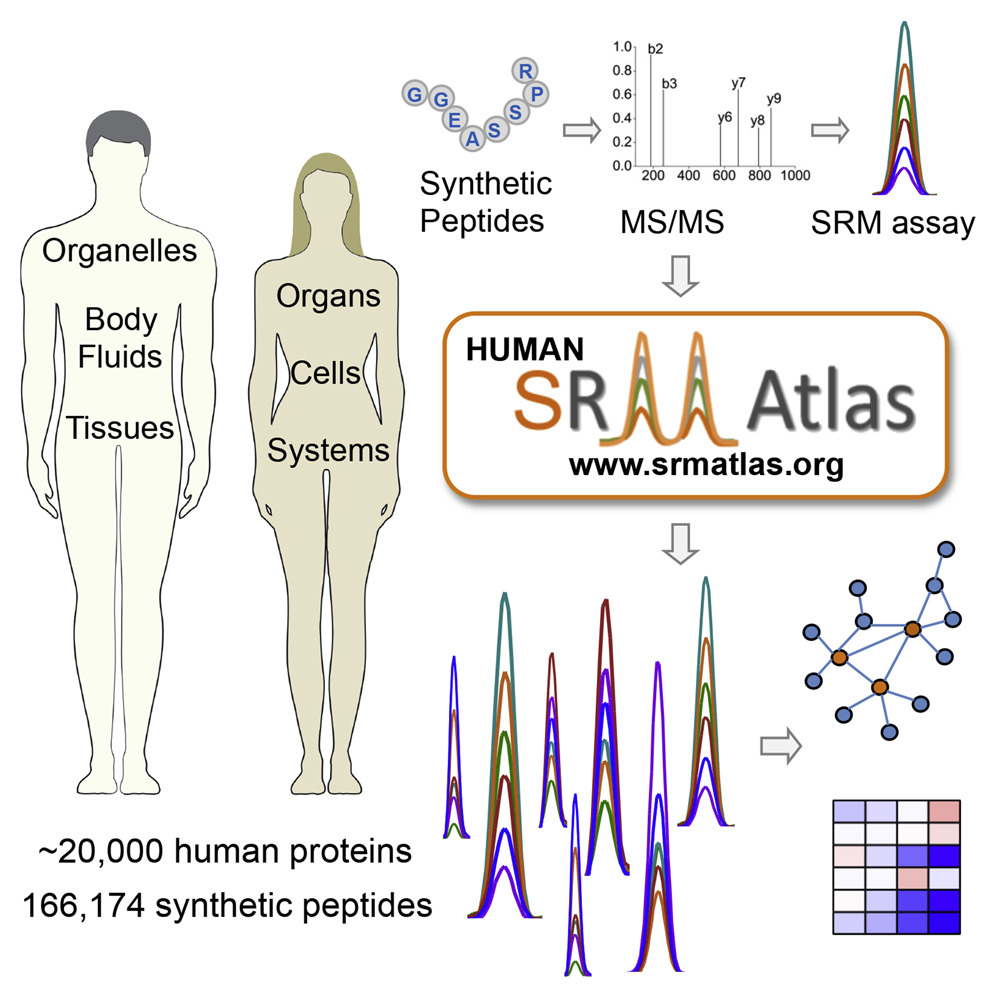 Organelles
Body
Fluids
Tissues
Organs
Cells
Systems
~20,000 human proteins
166,174 synthetic peptides
G G E A S S P R
Synthetic
Peptides
1.0
0.8
0.6
0.4
0.2
0.0
b2
b3
y6
y7
y8
y9
200 400 600 800 1000
MS/MS
SRM assay
HUMAN
SRM Atlas
www.srmatlas.org